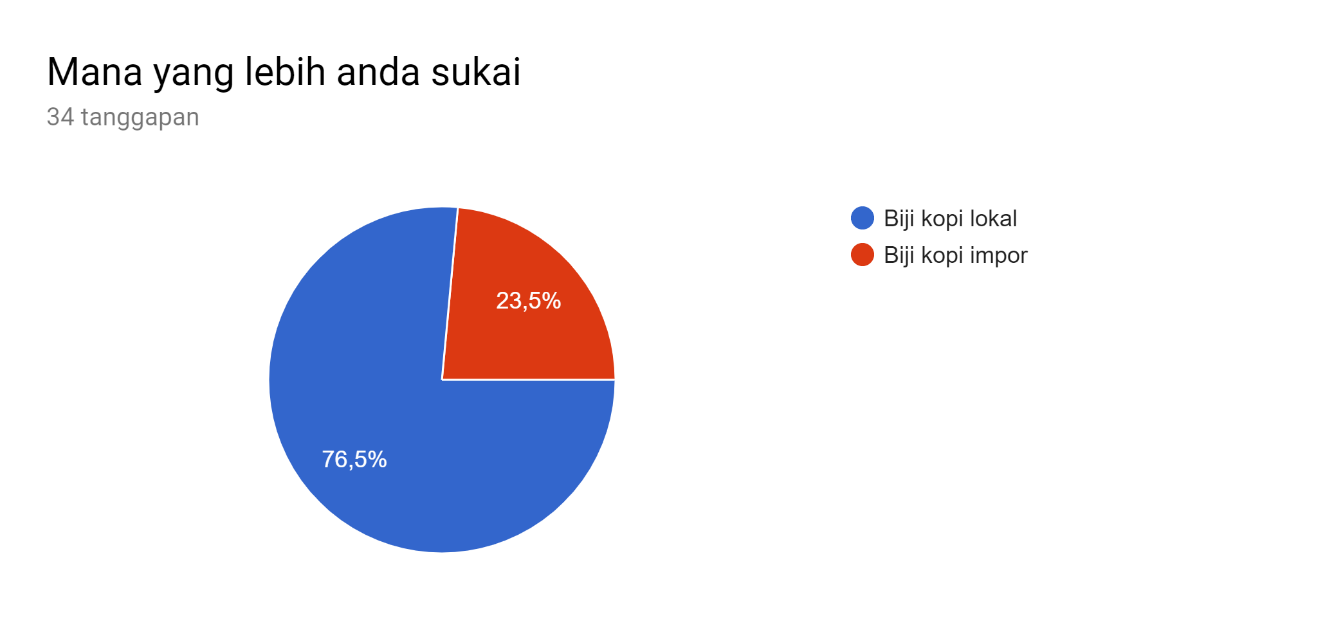 Mana yang lebih anda sukai
34 tanggapan
Biji kopi lokal
Biji kopi impor
23,5%
76,5%